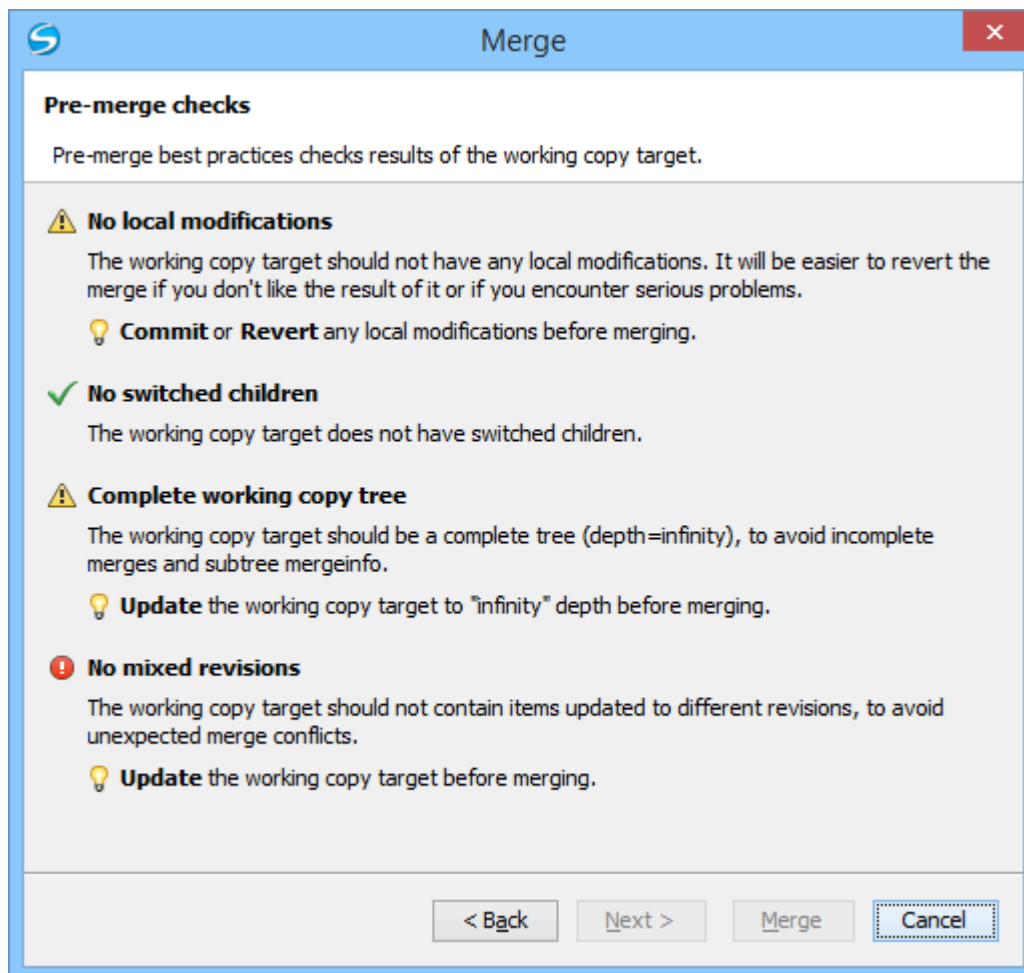 Merge
Pre-merge checks
Pre-merge best practices checks results of the working copy target.
No local modifications
The working copy target should not have any local modifications. It will be easier to revert the
merge if you don't like the result of it or if you encounter serious problems.
Commit or Revert any local modifications before merging.
No switched children
The working copy target does not have switched children.
Complete working copy tree
The working copy target should be a complete tree (depth=infinity), to avoid incomplete
merges and subtree mergeinfo.
Update the working copy target to "infinity" depth before merging.
No mixed revisions
The working copy target should not contain items updated to different revisions, to avoid
unexpected merge conflicts.
Update the working copy target before merging.
< Back Next > Merge Cancel